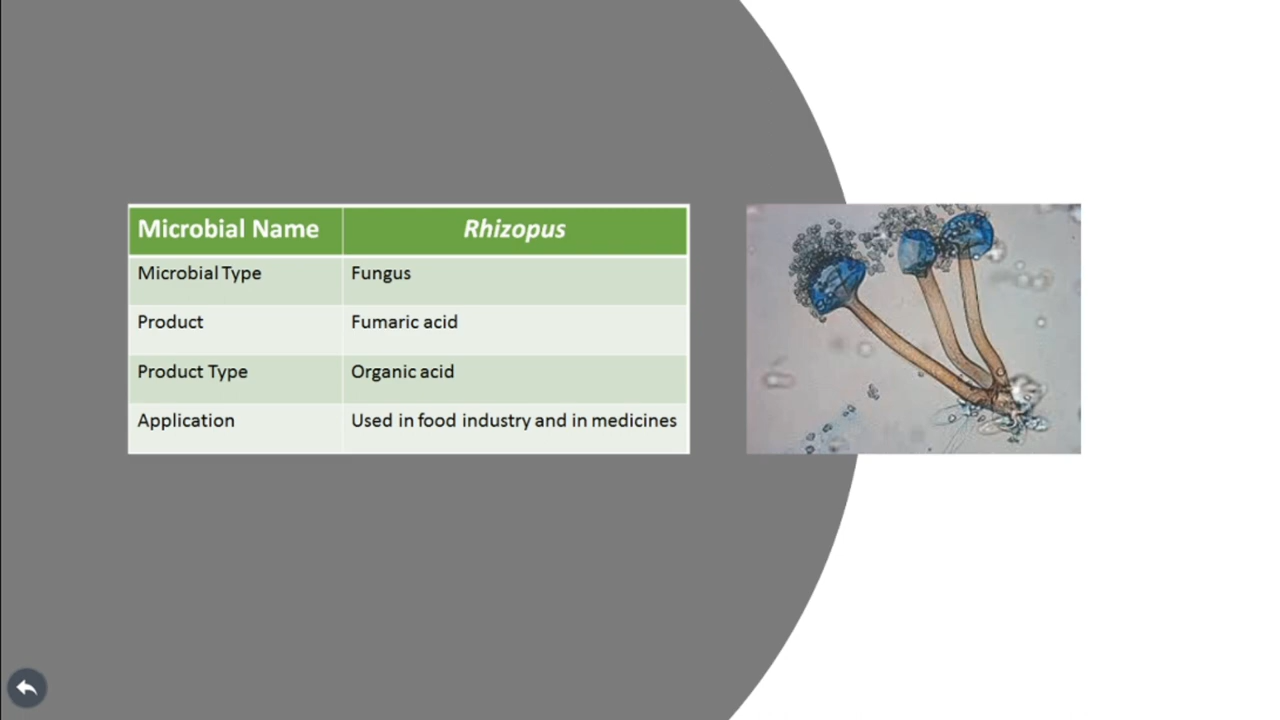 Microbial Name Rhizopus
Microbial Type Fungus
Product Fumaric acid
Product Type Organic acid
Application Used in food industry and in medicines